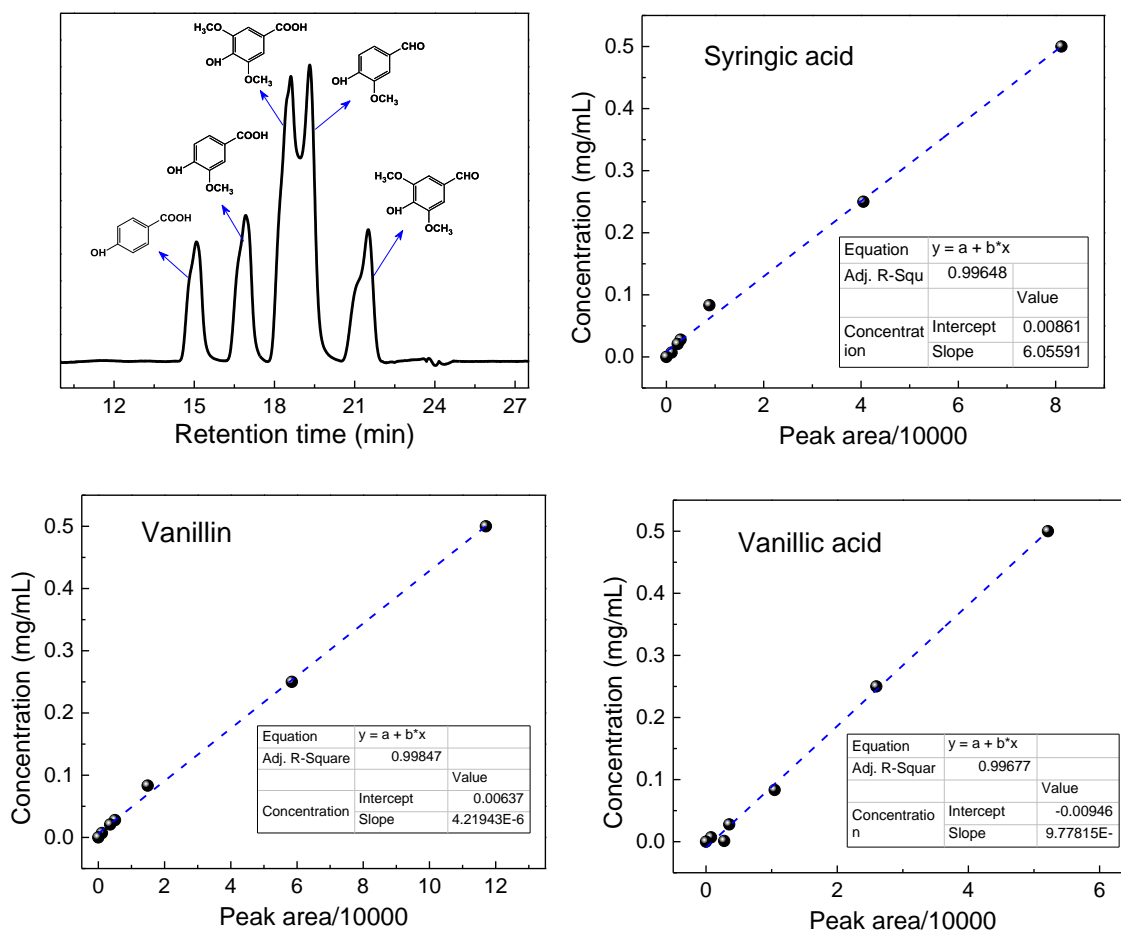 H₃CO
COOH
OH
OCH₃
CHO
OH
OCH₃
COOH
OH
OCH₃
COOH
OH
H₃CO
CHO
OH
OCH₃
12 15 18 21 24 27
Retention time (min)
Syringic acid
Concentration (mg/mL)
0.5
0.4
0.3
0.2
0.1
0.0
Equation y = a + b*x
Adj. R-Squ 0.99648
Value
Concentrat
ion
Intercept 0.00861
Slope 6.05591
0 2 4 6 8
Peak area/10000
Vanillin
Concentration (mg/mL)
0.5
0.4
0.3
0.2
0.1
0.0
Equation y = a + b*x
Adj. R-Square 0.99847
Value
Concentration
Intercept 0.00637
Slope 4.21943E-6
0 2 4 6 8 10 12
Peak area/10000
Vanillic acid
Concentration (mg/mL)
0.5
0.4
0.3
0.2
0.1
0.0
Equation y = a + b*x
Adj. R-Squar 0.99677
Value
Concentratio
n
Intercept -0.00946
Slope 9.77815E-
0 2 4 6
Peak area/10000